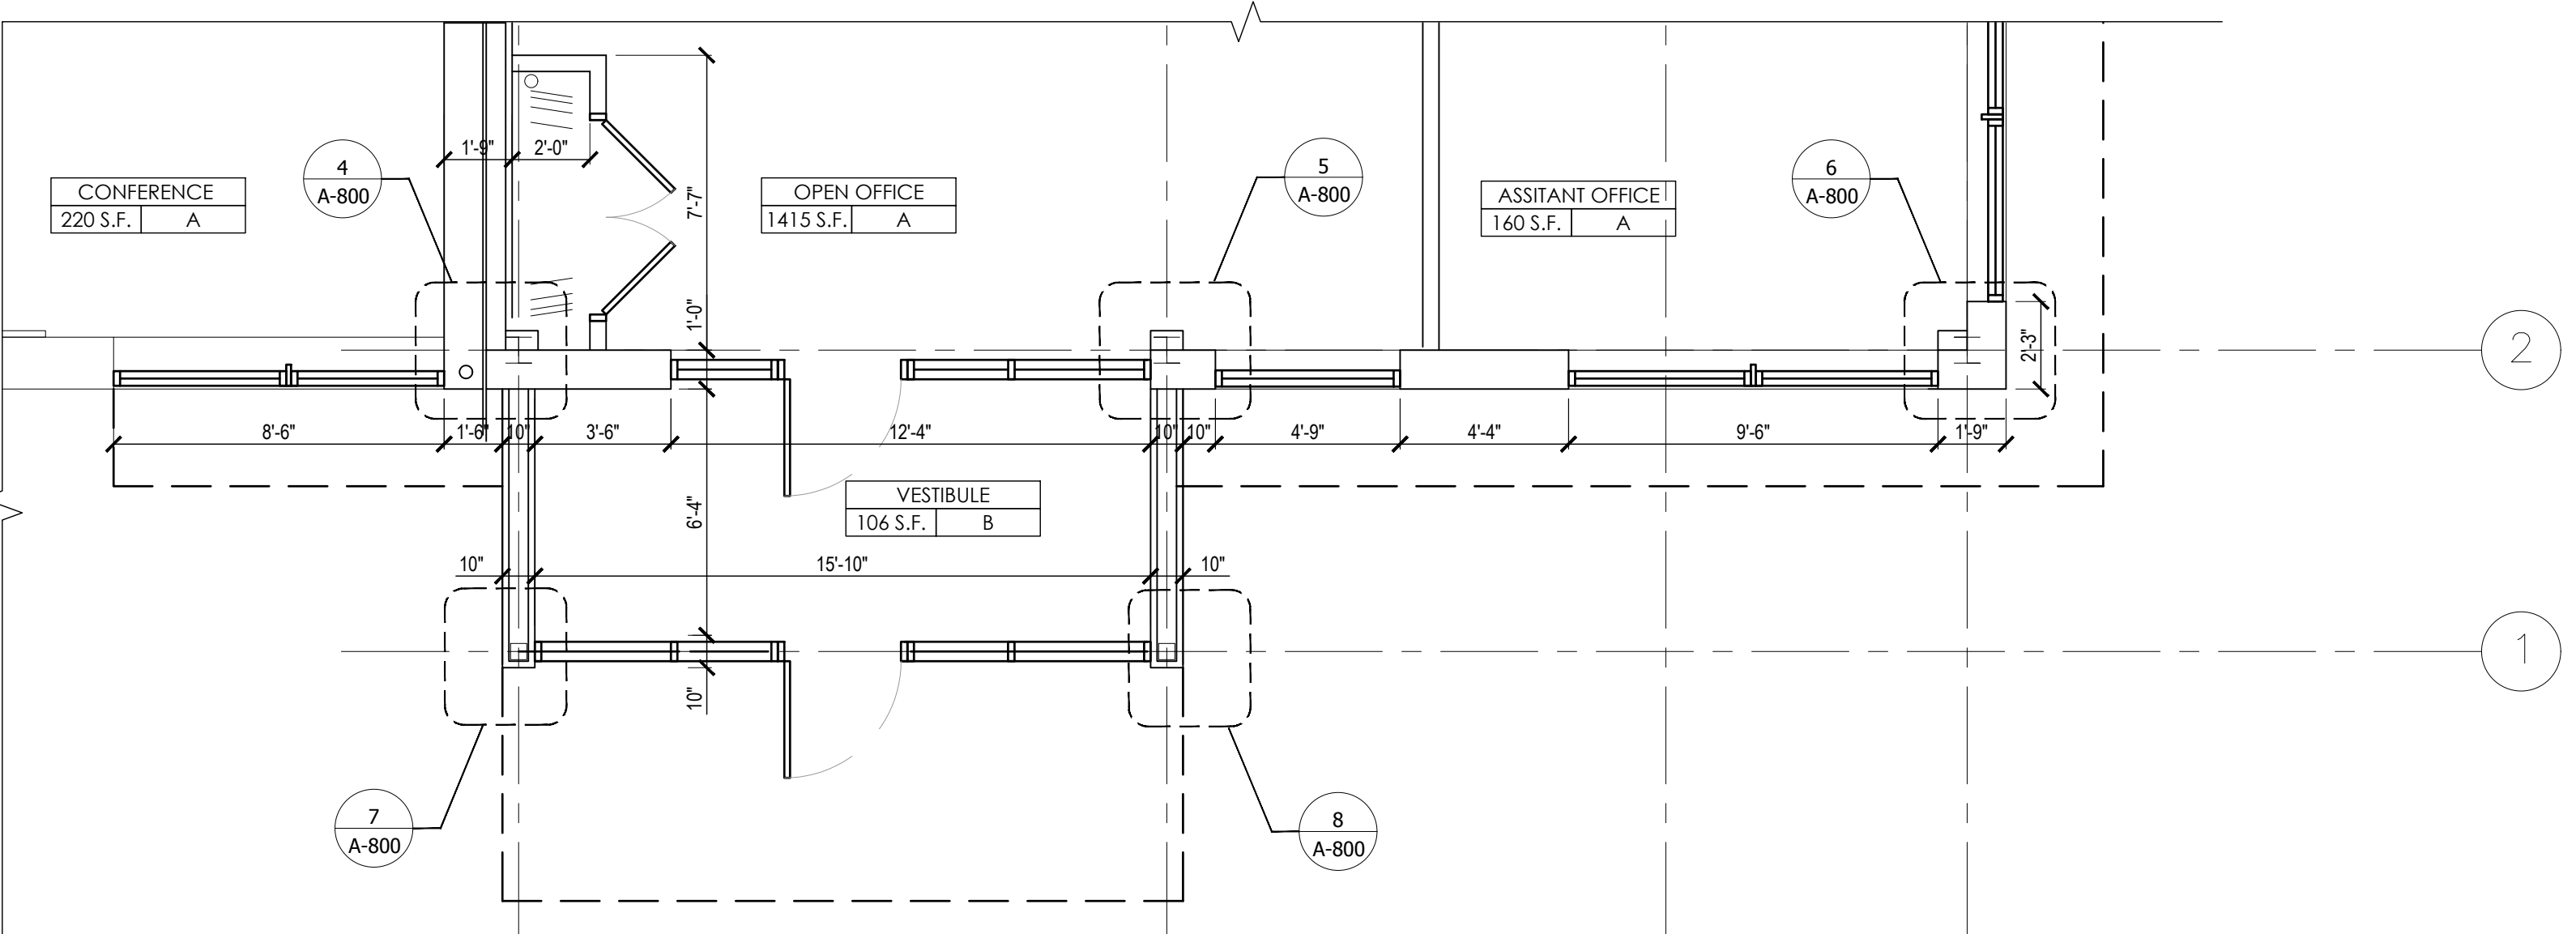 1'-9"
2'-0"
4
A-800
5
A-800
6
A-800
CONFERENCE
220 S.F. A
OPEN OFFICE
1415 S.F. A
ASSITANT OFFICE
160 S.F. A
7'-7"
1'-0"
2'-3"
2
8'-6"
1'-6"
10"
3'-6"
12'-4"
10"
10"
4'-9"
4'-4"
9'-6"
1'-9"
VESTIBULE
106 S.F. B
6'-4"
10"
15'-10"
10"
1
10"
7
A-800
8
A-800